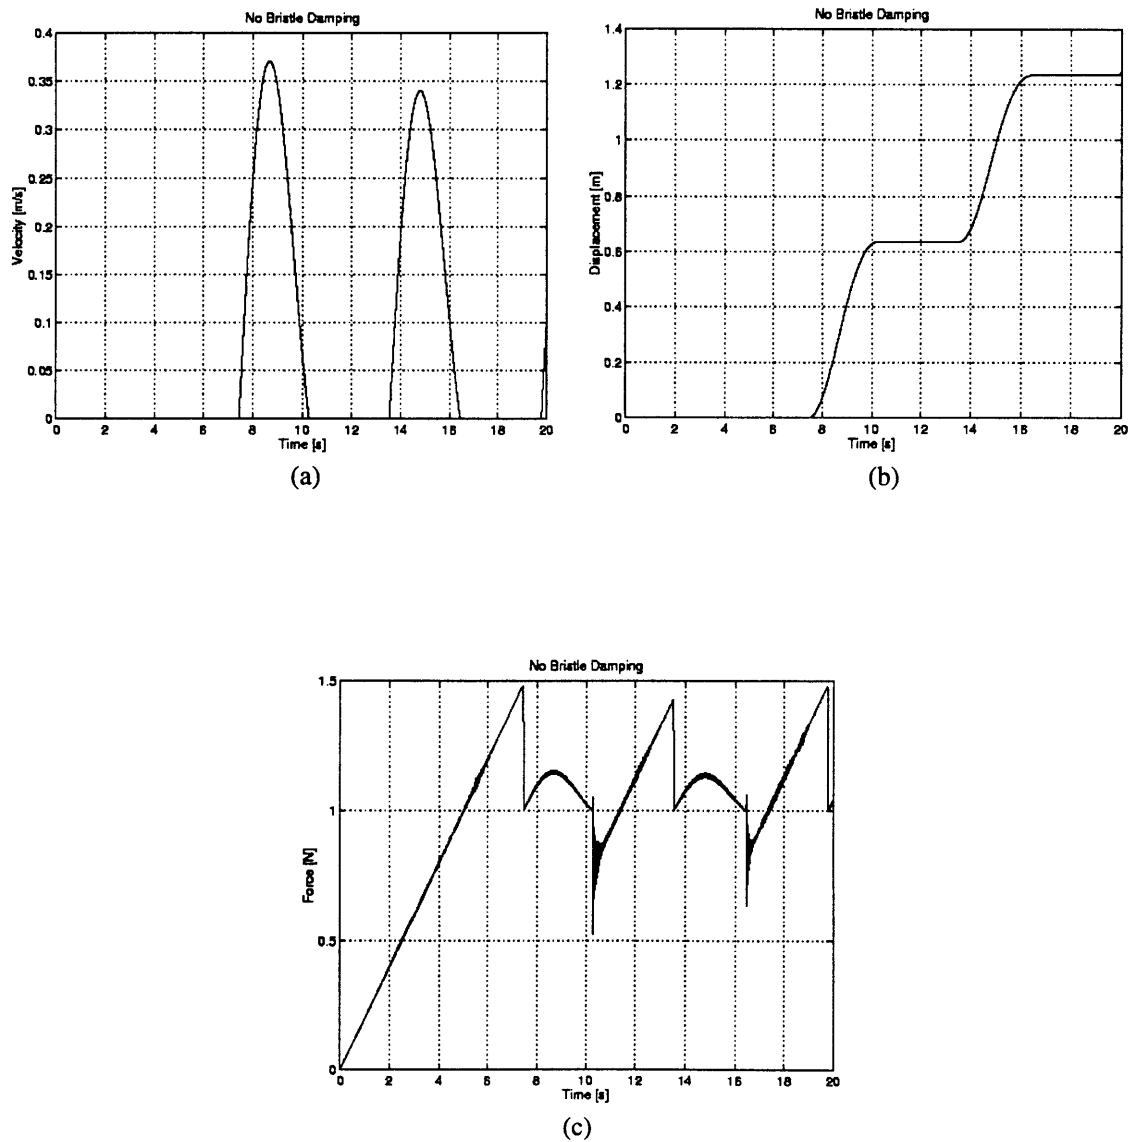 No Bristle Damping
0.4
0.35
0.3
0.25
0.2
0.15
0.1
0.05
0
Velocity [m/s]
0 2 4 6 8 10 12 14 16 18 20
Time [s]
(a)
No Bristle Damping
1.4
1.2
1
0.8
0.6
0.4
0.2
0
Displacement [m]
0 2 4 6 8 10 12 14 16 18 20
Time [s]
(b)
No Bristle Damping
1.5
1
0.5
0
Force [N]
0 2 4 6 8 10 12 14 16 18 20
Time [s]
(c)